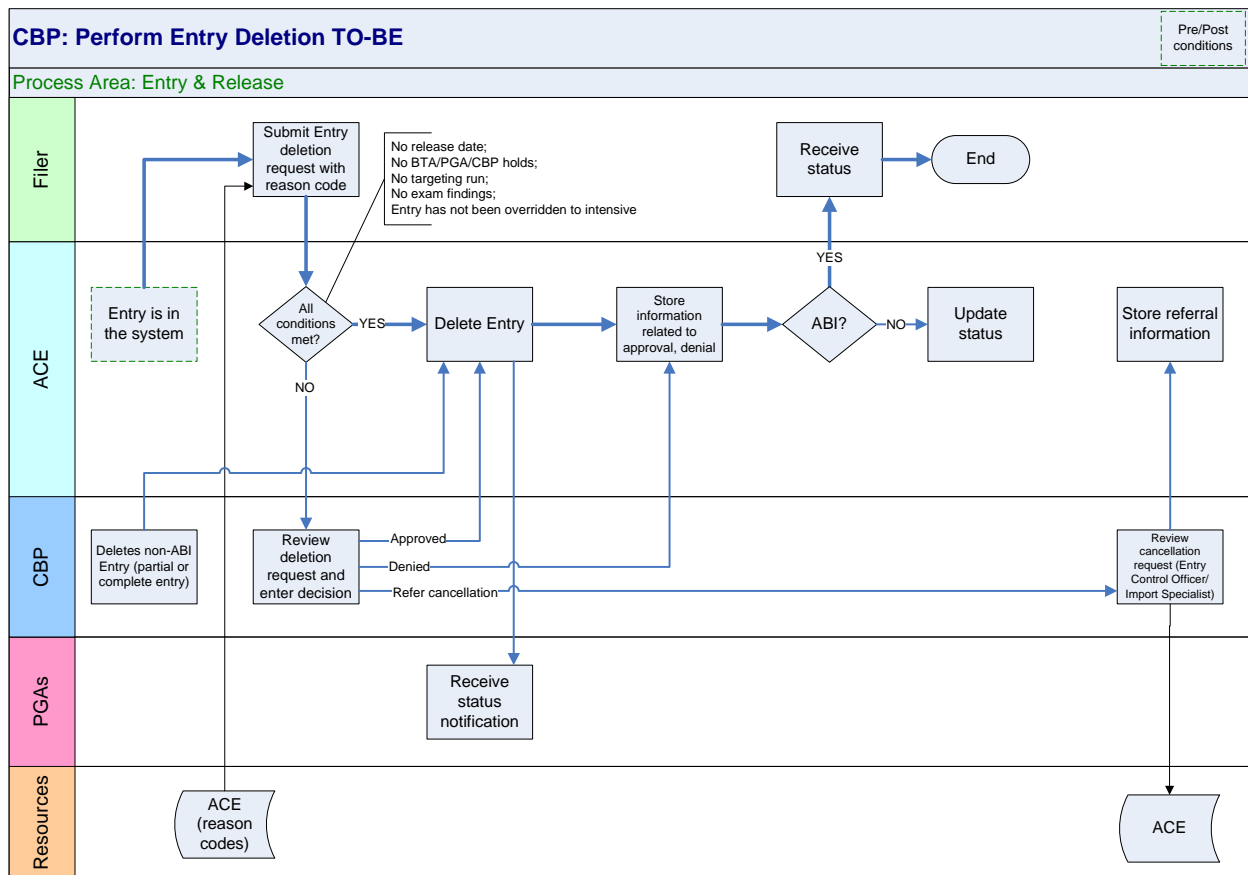 CBP: Perform Entry Deletion TO-BE
Pre/Post
conditions
Process Area: Entry & Release
Filer
Submit Entry
deletion
request with
reason code
No release date;
No BTA/PGA/CBP holds;
No targeting run;
No exam findings;
Entry has not been overridden to intensive
Receive
status
End
ACE
Entry is in
the system
All
conditions
met?
YES
NO
Delete Entry
Store
information
related to
approval, denial
ABI?
YES
NO
Update
status
Store referral
information
CBP
Deletes non-ABI
Entry (partial or
complete entry)
Review
deletion
request and
enter decision
Approved
Denied
Refer cancellation
Review
cancellation
request (Entry
Control Officer/
Import Specialist)
PGAs
Receive
status
notification
Resources
ACE
(reason
codes)
ACE